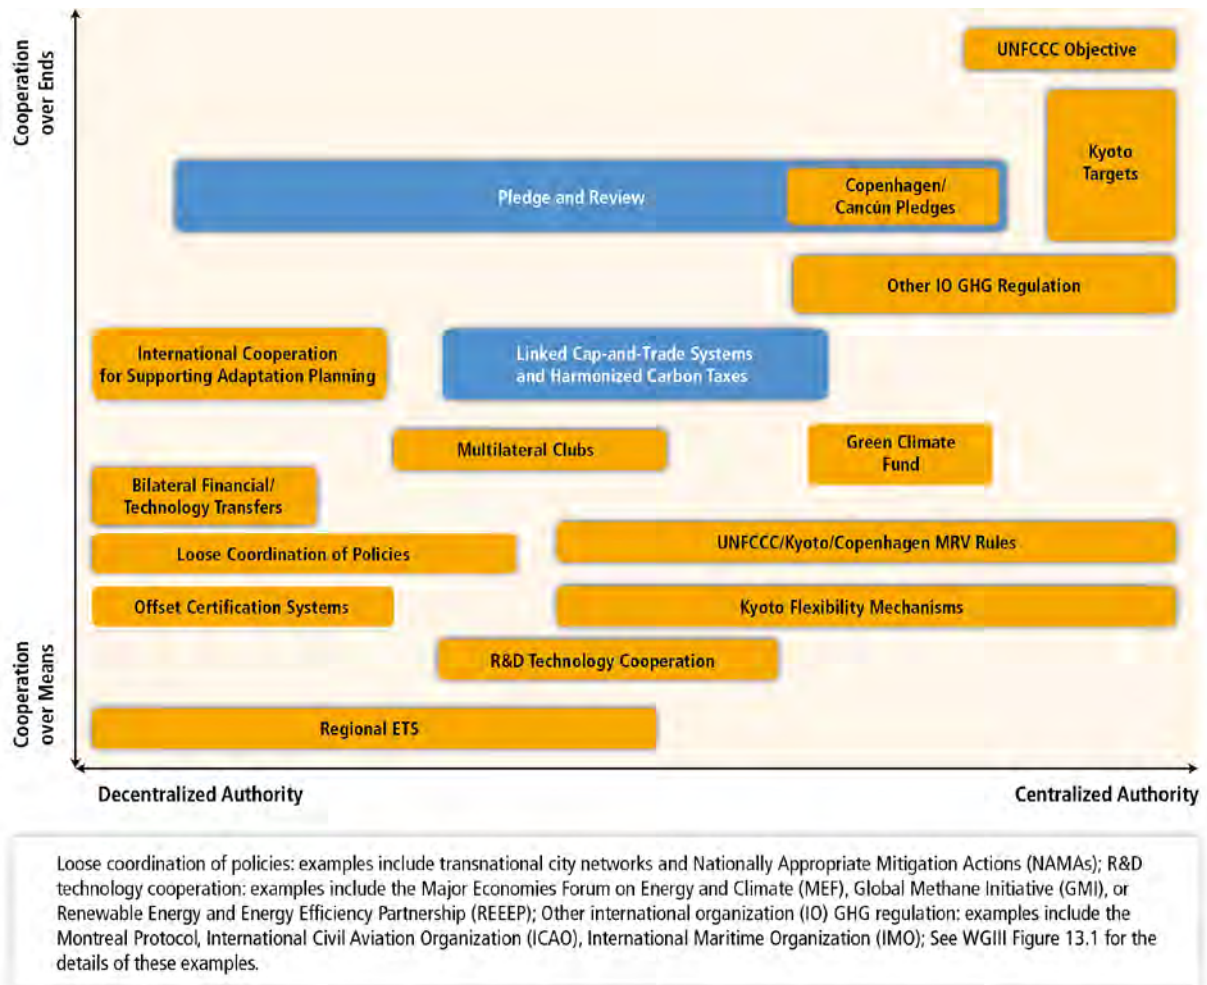 Cooperation
over Ends
UNFCCC Objective
Kyoto
Targets
Pledge and Review
Copenhagen/
Cancún Pledges
Other IO GHG Regulation
International Cooperation
for Supporting Adaptation Planning
Linked Cap-and-Trade Systems
and Harmonized Carbon Taxes
Multilateral Clubs
Green Climate
Fund
Bilateral Financial/
Technology Transfers
Loose Coordination of Policies
UNFCCC/Kyoto/Copenhagen MRV Rules
Offset Certification Systems
Kyoto Flexibility Mechanisms
R&D Technology Cooperation
Cooperation
over Means
Regional ETS
Decentralized Authority
Centralized Authority
Loose coordination of policies: examples include transnational city networks and Nationally Appropriate Mitigation Actions (NAMAs); R&D
technology cooperation: examples include the Major Economies Forum on Energy and Climate (MEF), Global Methane Initiative (GMI), or
Renewable Energy and Energy Efficiency Partnership (REEEP); Other international organization (IO) GHG regulation: examples include the
Montreal Protocol, International Civil Aviation Organization (ICAO), International Maritime Organization (IMO); See WGIII Figure 13.1 for the
details of these examples.